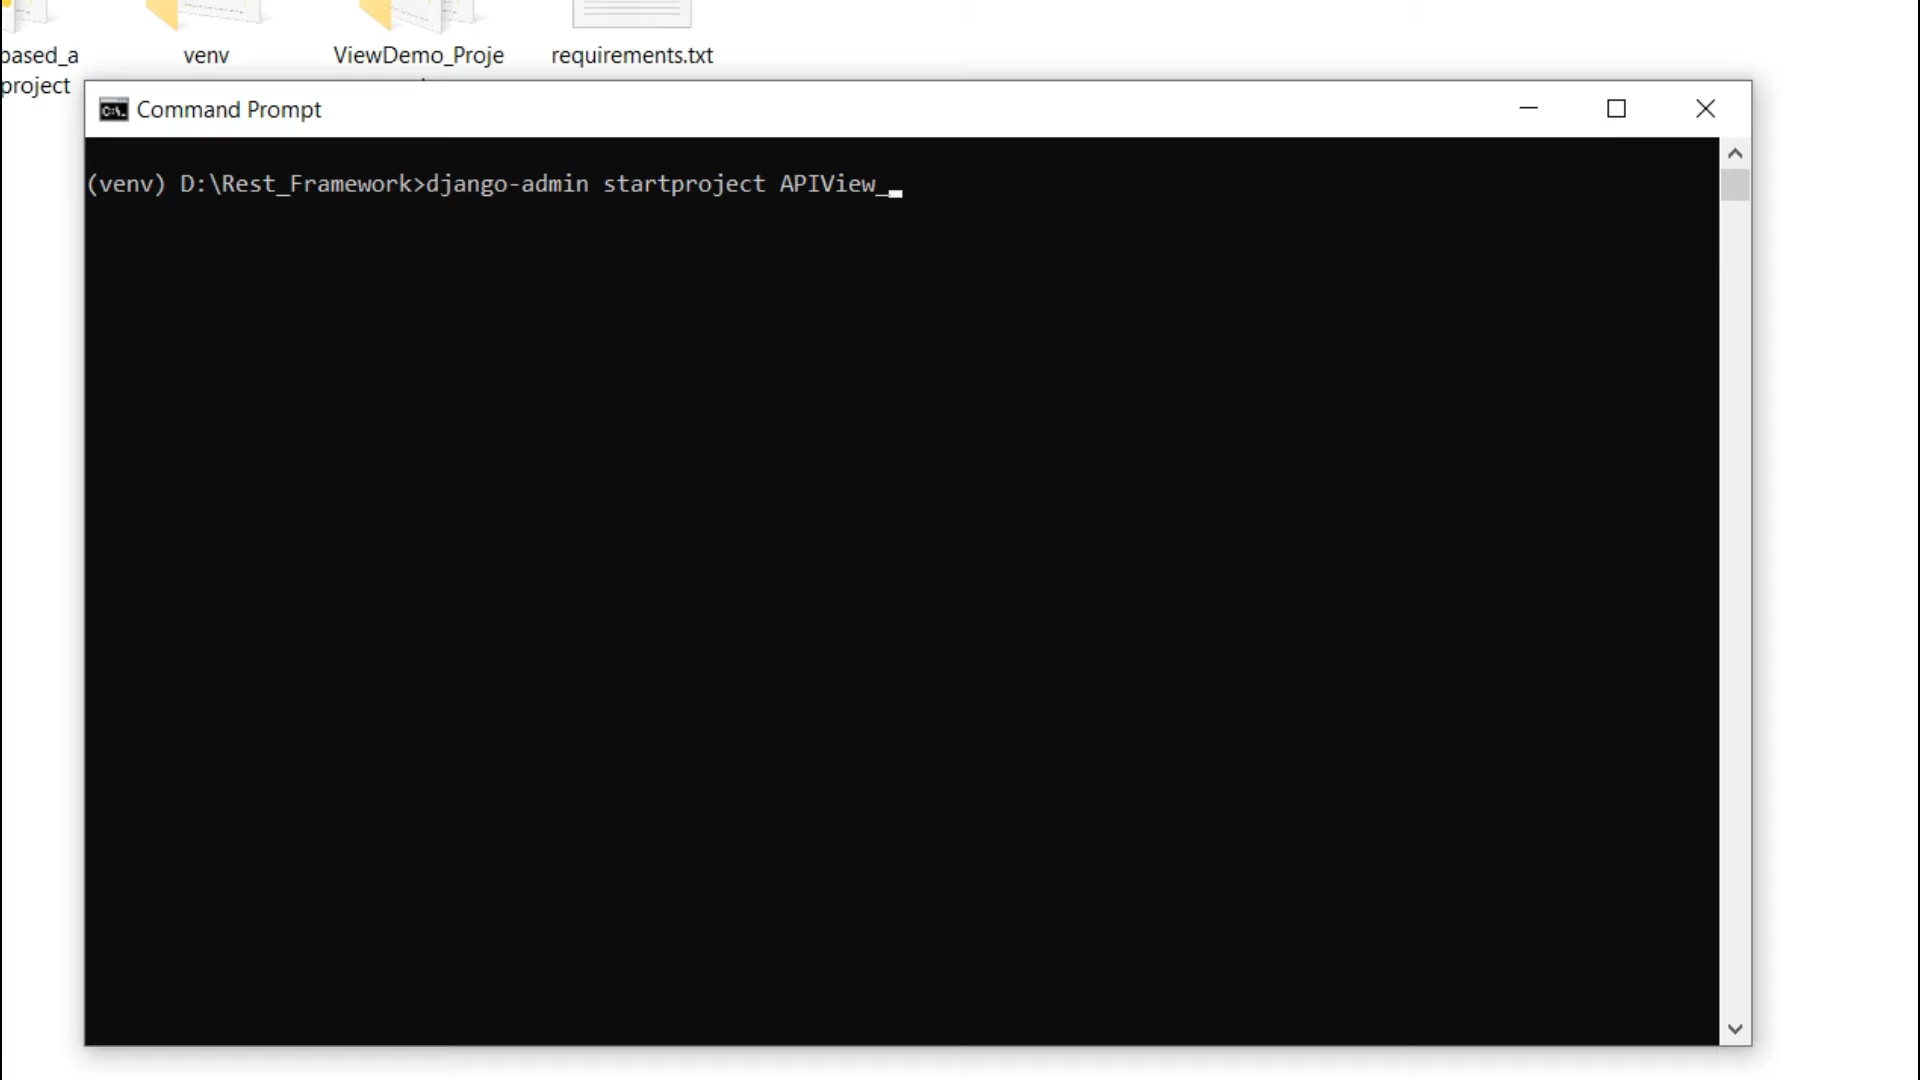 based_a
project
venv
ViewDemo_Proje
requirements.txt
Command Prompt
(venv) D:\Rest_Framework>django-admin startproject APIView_